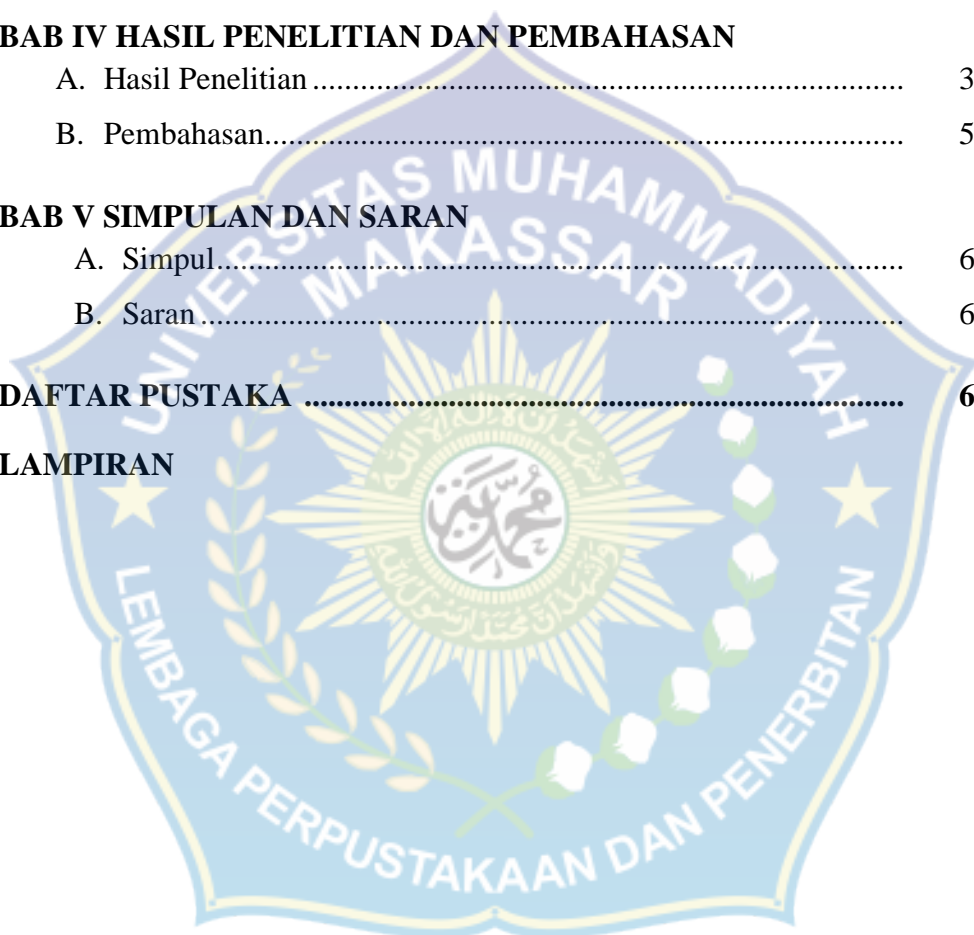 BAB IV HASIL PENELITIAN DAN PEMBAHASAN
A. Hasil Penelitian ........................................................................... 3
B. Pembahasan................................................................................. 5
BAB V SIMPULAN DAN SARAN
A. Simpul....................................................................................... 6
B. Saran ......................................................................................... 6
DAFTAR PUSTAKA ........................................................................... 6
LAMPIRAN
UNIVERSITAS MUHAMMADIYAH
MAKASSAR
LEMBAGA PERPUSTAKAAN DAN PENERBITAN